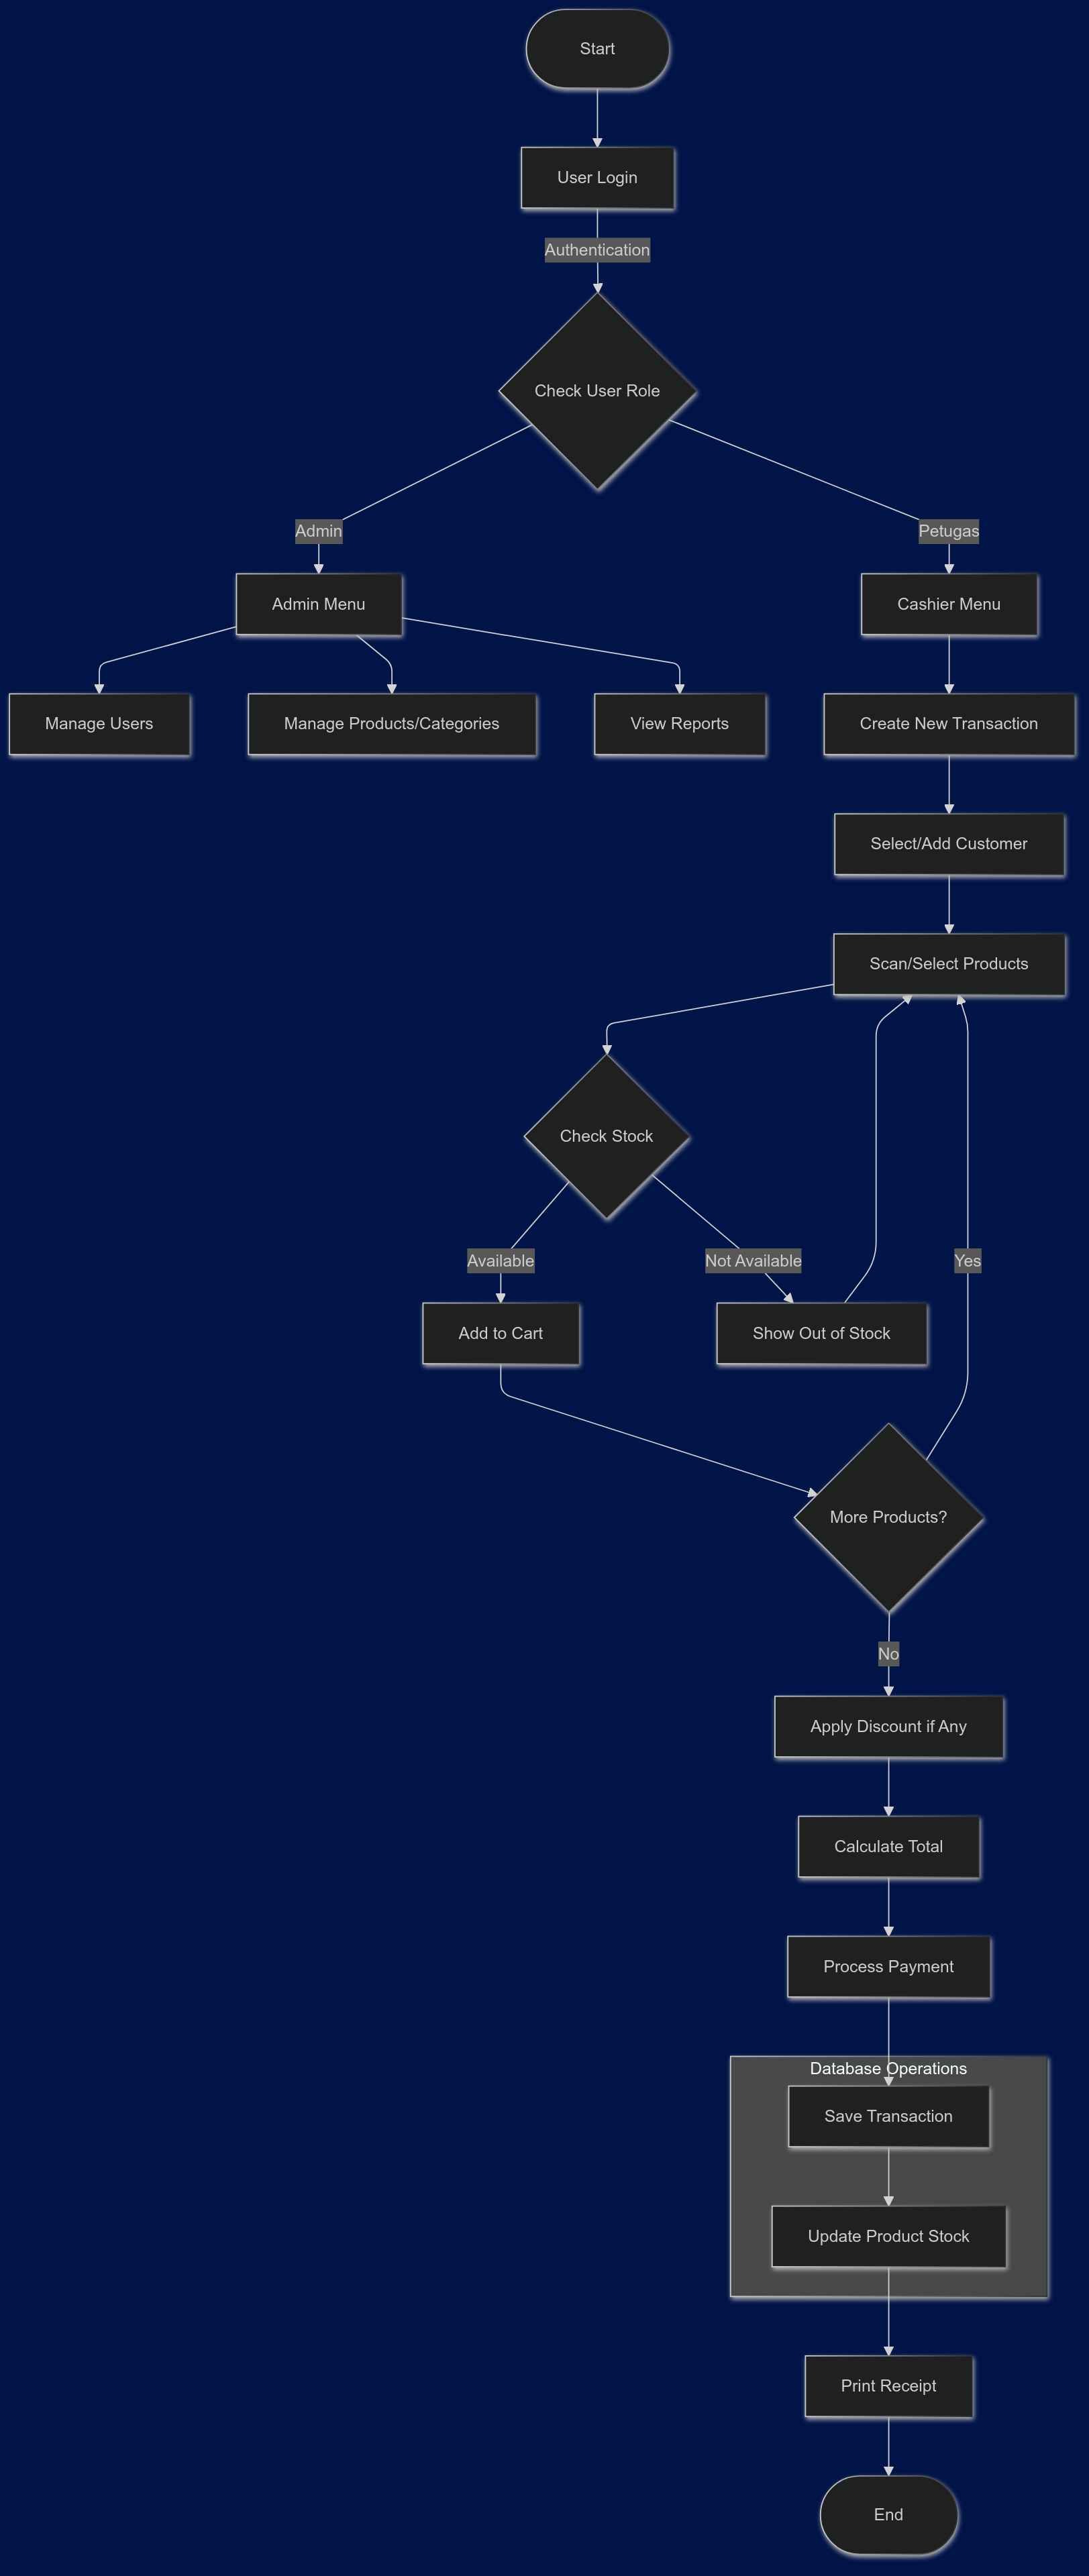 Start
User Login
Authentication
Check User Role
Admin
Petugas
Admin Menu
Cashier Menu
Manage Users
Manage Products/Categories
View Reports
Create New Transaction
Select/Add Customer
Scan/Select Products
Check Stock
Available
Not Available
Yes
Add to Cart
Show Out of Stock
More Products?
No
Apply Discount if Any
Calculate Total
Process Payment
Database Operations
Save Transaction
Update Product Stock
Print Receipt
End